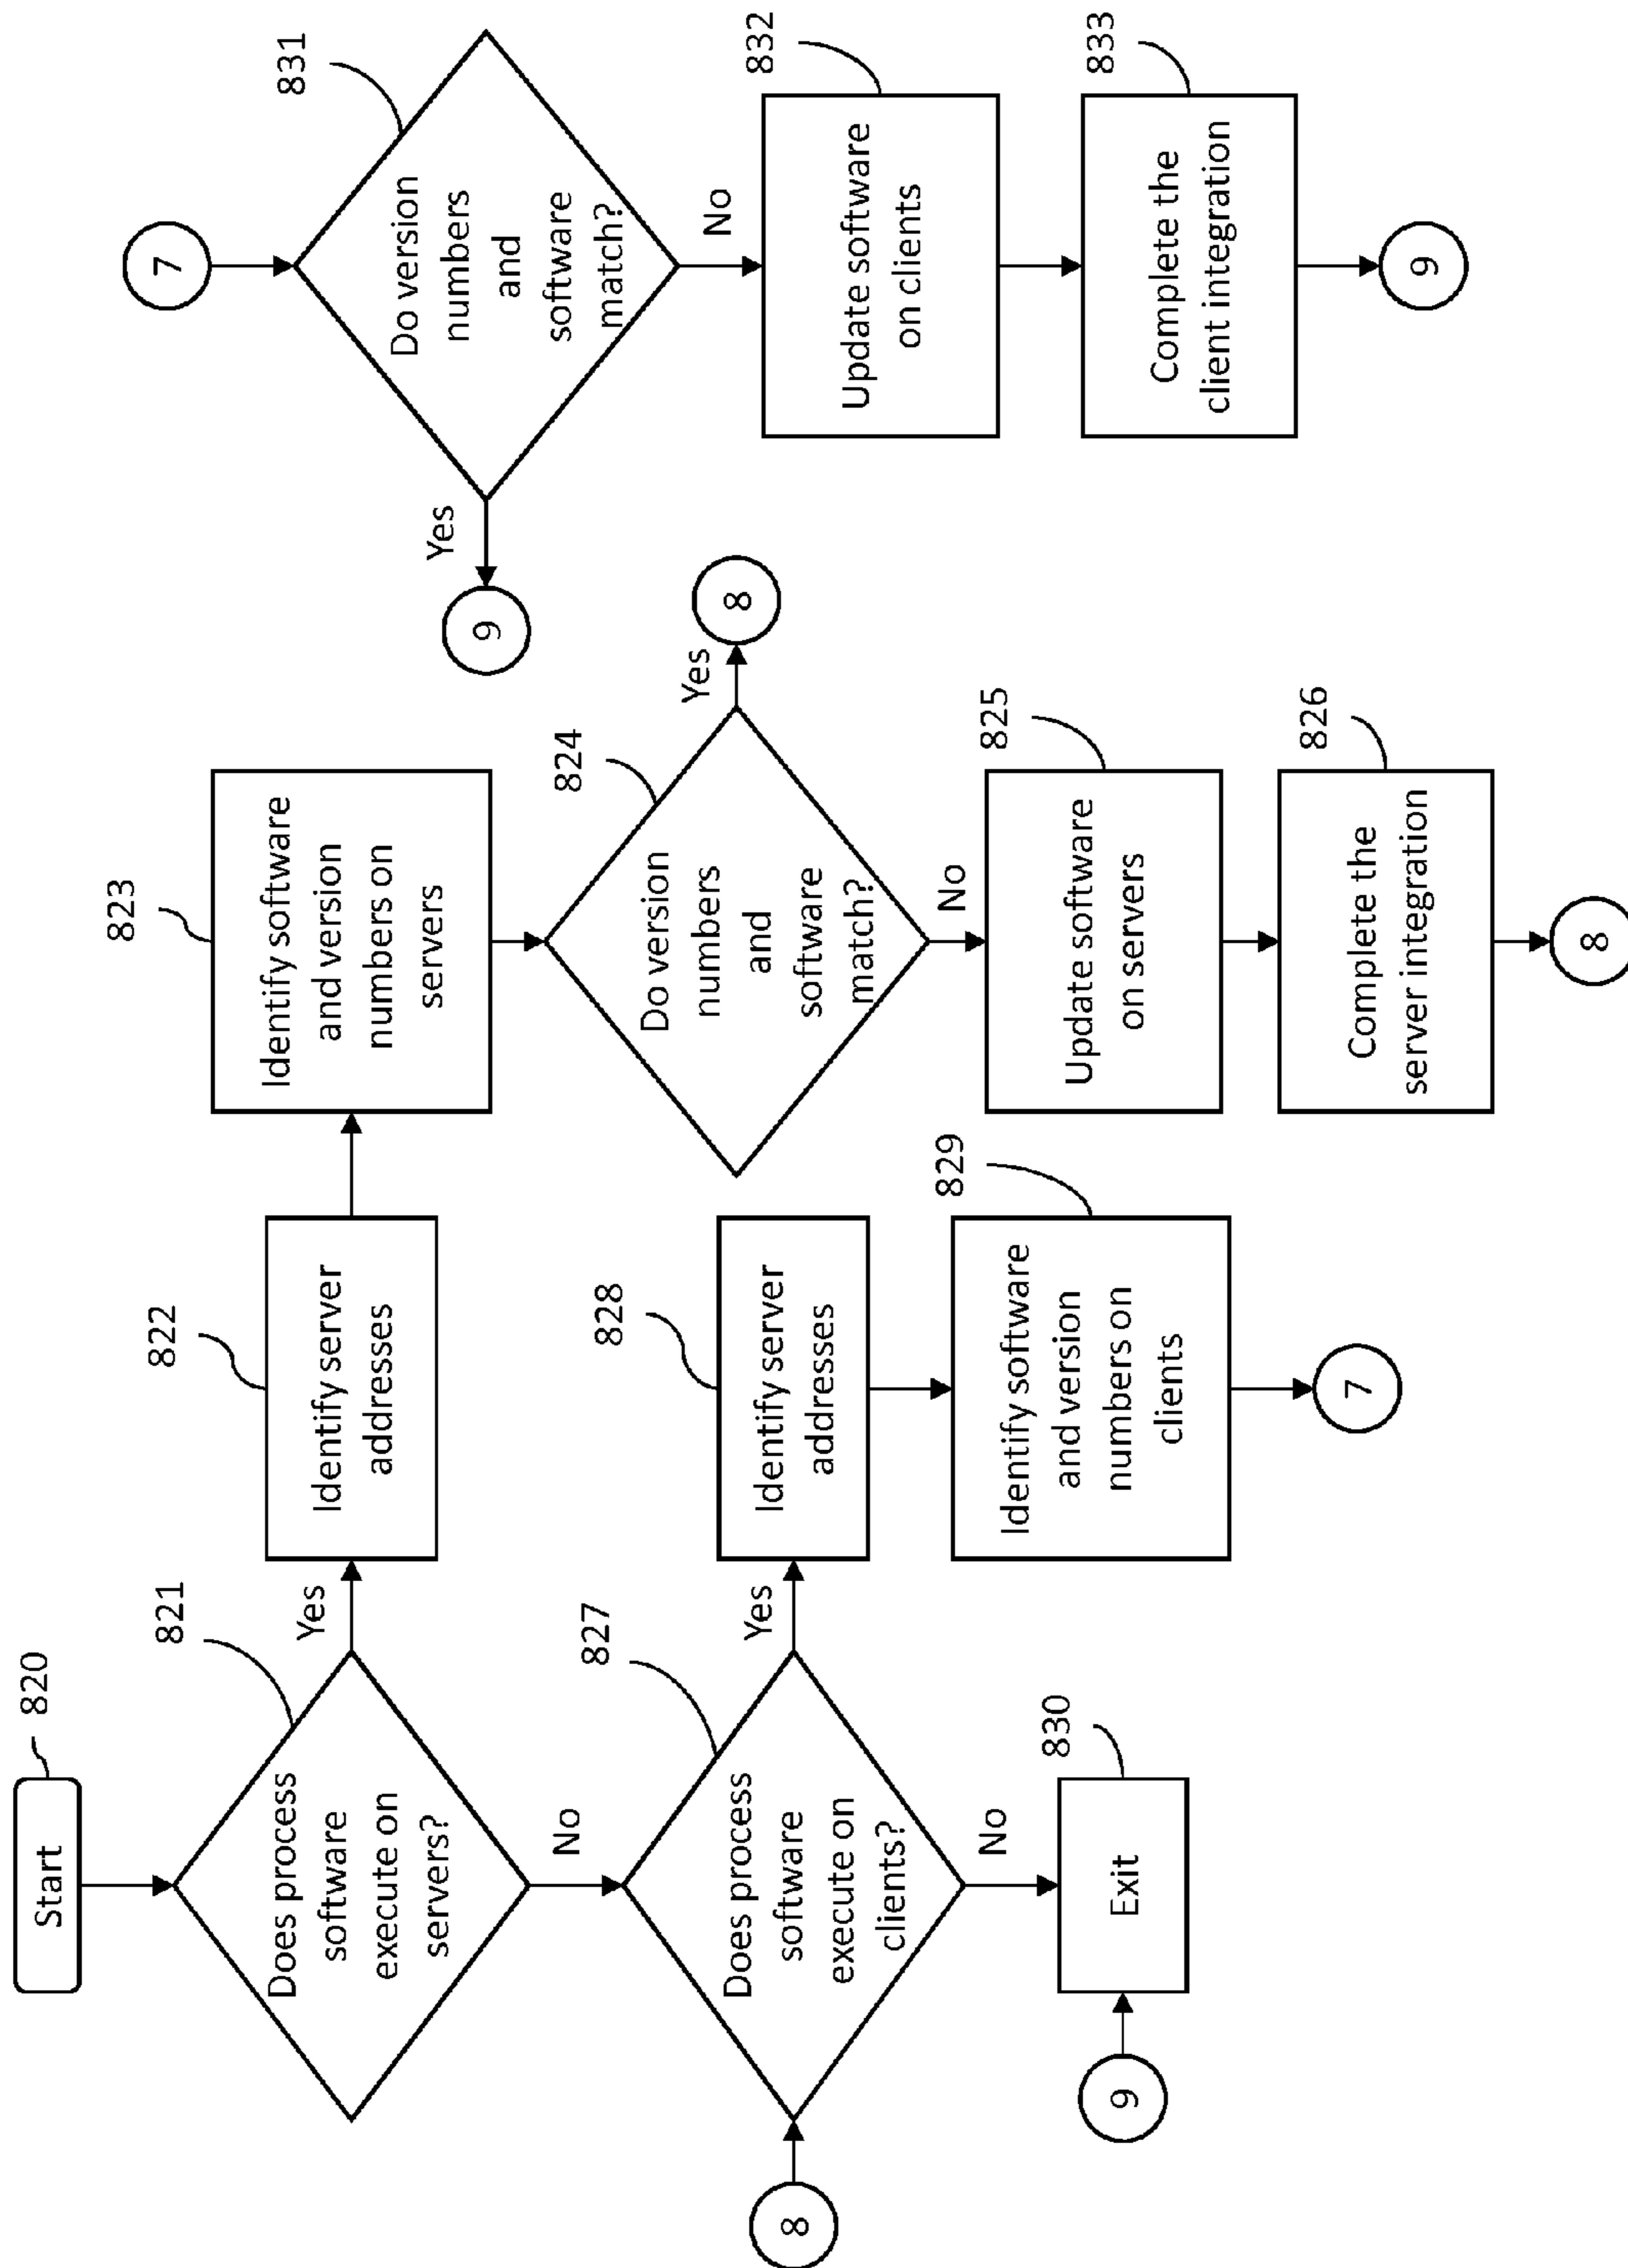 820
Start
821
Does process
software
execute on
servers?
Yes
No
822
Identify server
addresses
823
Identify software
and version
numbers on
servers
824
Do version
numbers
and
software
match?
Yes
8
No
825
Update software
on servers
826
Complete the
server integration
8
8
827
Does process
software
execute on
clients?
Yes
No
828
Identify server
addresses
829
Identify software
and version
numbers on
clients
7
9
830
Exit
7
831
Do version
numbers
and
software
match?
Yes
9
No
832
Update software
on clients
833
Complete the
client integration
9